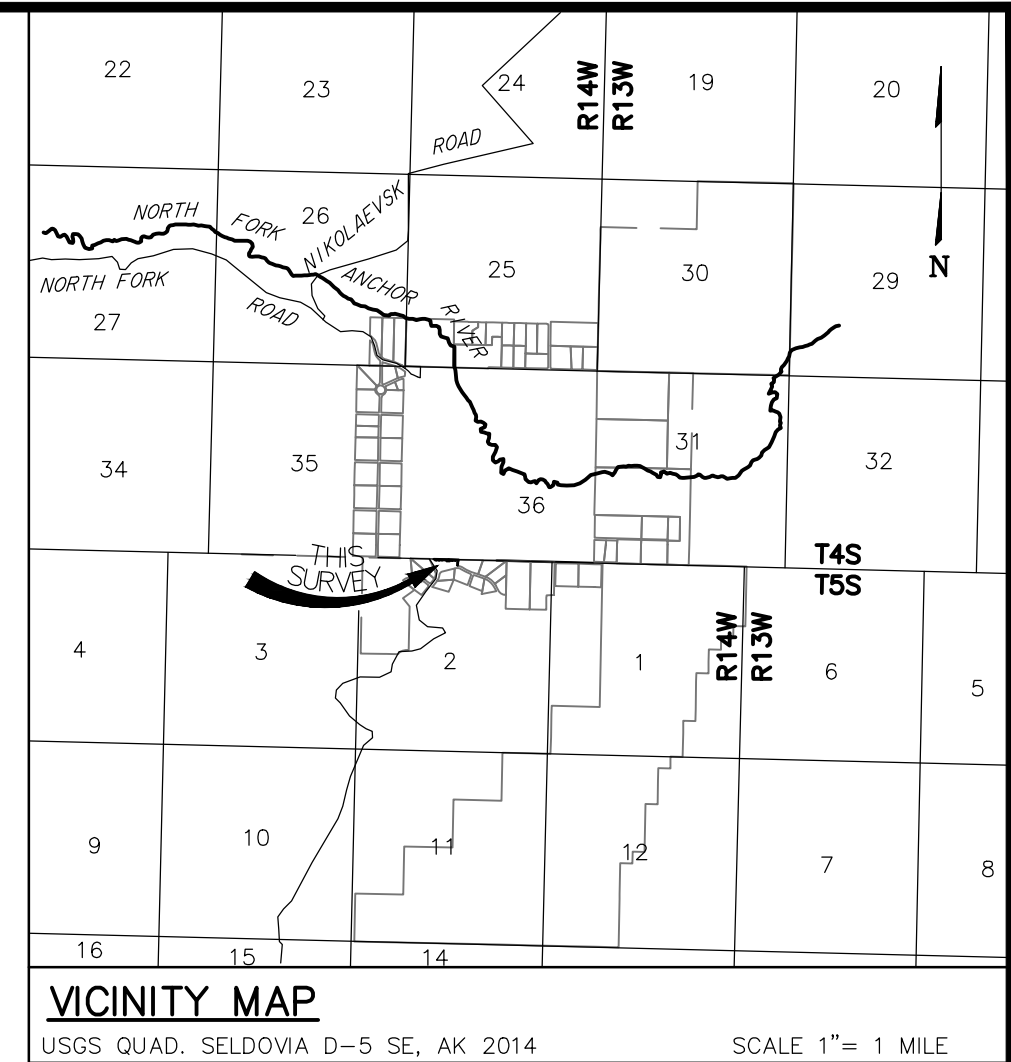 22
23
24
R14W
R13W
19
20
ROAD
NORTH
FORK
26
NIKOLAEVSK
ANCHOR
RIVER
25
30
29
N
NORTH FORK
ROAD
27
34
35
36
31
32
THIS
SURVEY
T4S
T5S
4
3
2
1
R14W
R13W
6
5
9
10
11
12
7
8
16
15
14
VICINITY MAP
USGS QUAD. SELDOVIA D-5 SE, AK 2014
SCALE 1"= 1 MILE